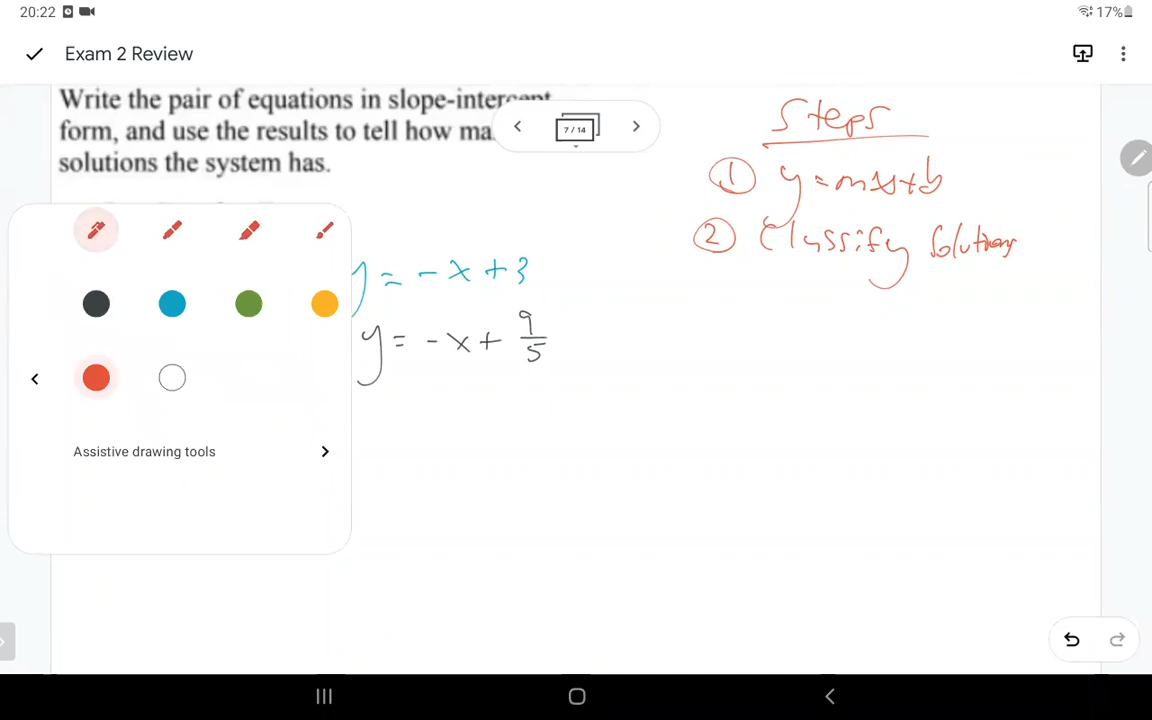 20:22 17%
Exam 2 Review
Write the pair of equations in slope-intercept
form, and use the results to tell how ma
solutions the system has.
7 / 14
Steps
① y = mx + b
② Classify Solutions
y = -x + 3
y = -x + 9/5
Assistive drawing tools